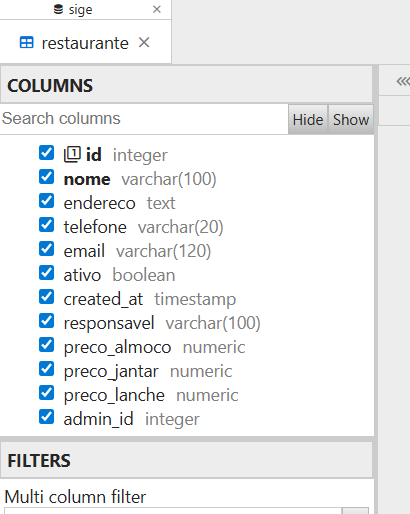 sige
restaurante
COLUMNS
Search columns Hide Show
1 id integer
nome varchar(100)
endereco text
telefone varchar(20)
email varchar(120)
ativo boolean
created_at timestamp
responsavel varchar(100)
preco_almoco numeric
preco_jantar numeric
preco_lanche numeric
admin_id integer
FILTERS
Multi column filter